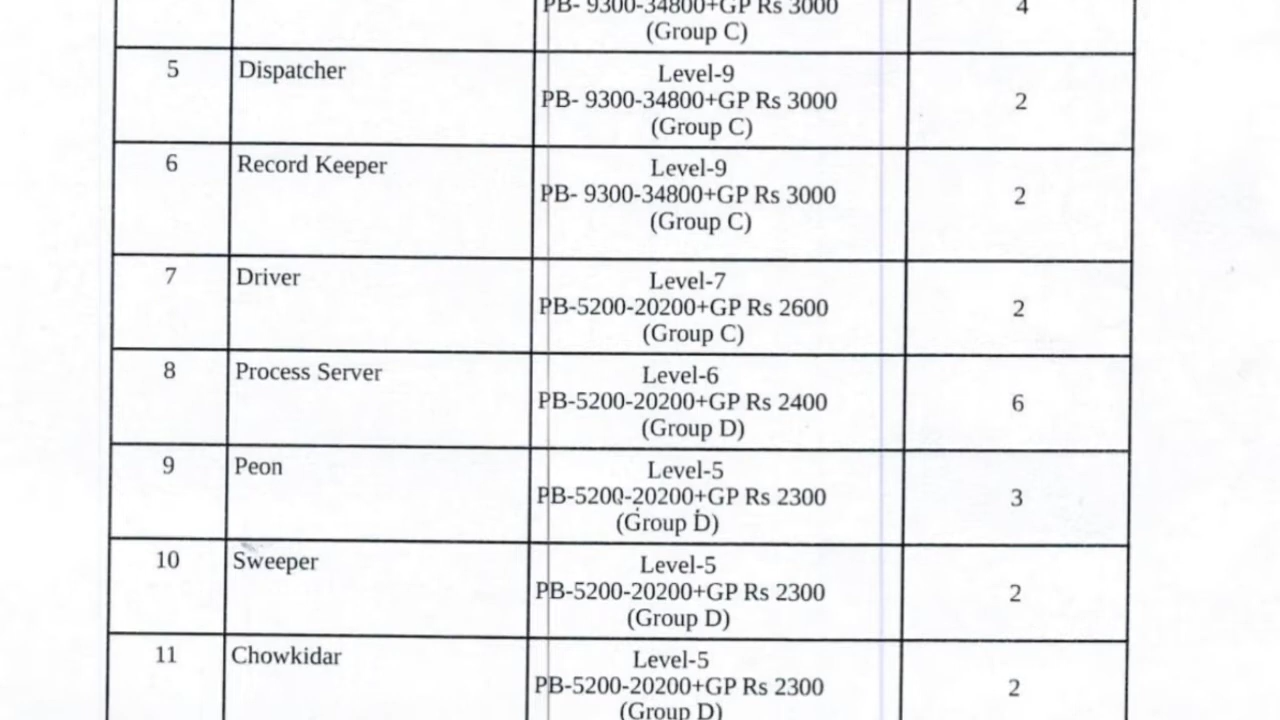 PB- 9300-34800+GP Rs 3000 4
(Group C)
5 Dispatcher Level-9
PB- 9300-34800+GP Rs 3000 2
(Group C)
6 Record Keeper Level-9
PB- 9300-34800+GP Rs 3000 2
(Group C)
7 Driver Level-7
PB-5200-20200+GP Rs 2600 2
(Group C)
8 Process Server Level-6
PB-5200-20200+GP Rs 2400 6
(Group D)
9 Peon Level-5
PB-5200-20200+GP Rs 2300 3
(Group D)
10 Sweeper Level-5
PB-5200-20200+GP Rs 2300 2
(Group D)
11 Chowkidar Level-5
PB-5200-20200+GP Rs 2300 2
(Group D)